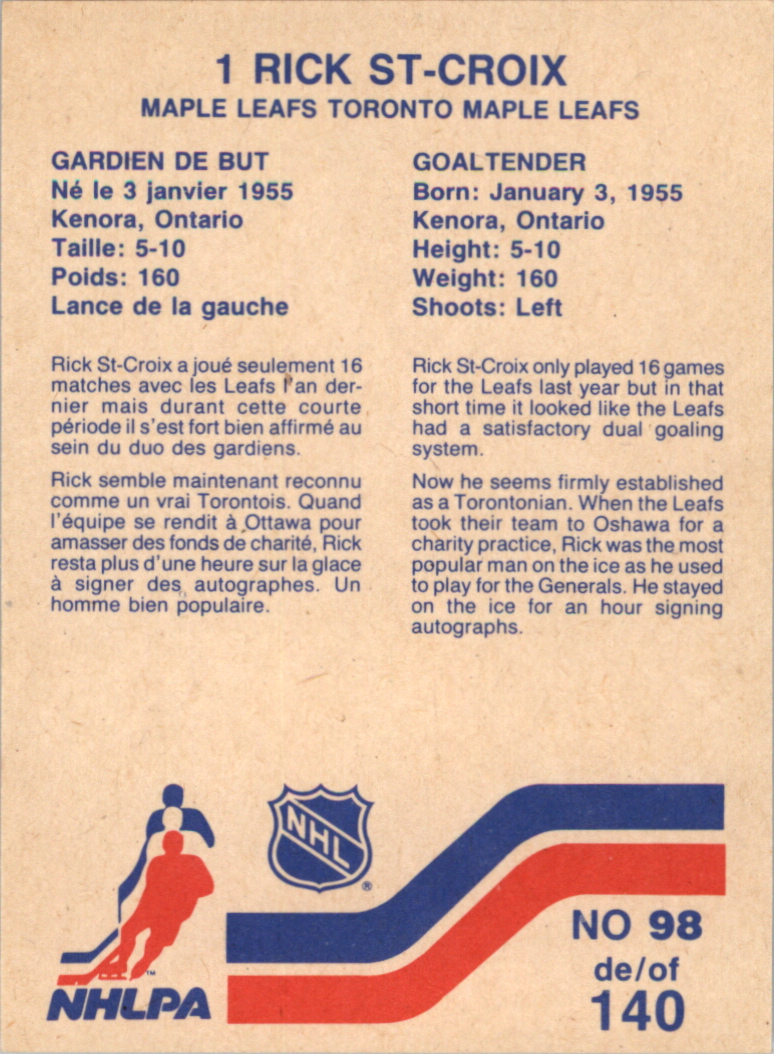 1 RICK ST-CROIX
MAPLE LEAFS TORONTO MAPLE LEAFS
GARDIEN DE BUT
Né le 3 janvier 1955
Kenora, Ontario
Taille: 5-10
Poids: 160
Lance de la gauche
Rick St-Croix a joué seulement 16
matches avec les Leafs l'an der-
nier mais durant cette courte
période il s'est fort bien affirmé au
sein du duo des gardiens.
Rick semble maintenant reconnu
comme un vrai Torontois. Quand
l'équipe se rendit à Ottawa pour
amasser des fonds de charité, Rick
resta plus d'une heure sur la glace
à signer des autographes. Un
homme bien populaire.
GOALTENDER
Born: January 3, 1955
Kenora, Ontario
Height: 5-10
Weight: 160
Shoots: Left
Rick St-Croix only played 16 games
for the Leafs last year but in that
short time it looked like the Leafs
had a satisfactory dual goaling
system.
Now he seems firmly established
as a Torontonian. When the Leafs
took their team to Oshawa for a
charity practice, Rick was the most
popular man on the ice as he used
to play for the Generals. He stayed
on the ice for an hour signing
autographs.
NHL
®
TM
NHLPA
NO 98
de/of
140